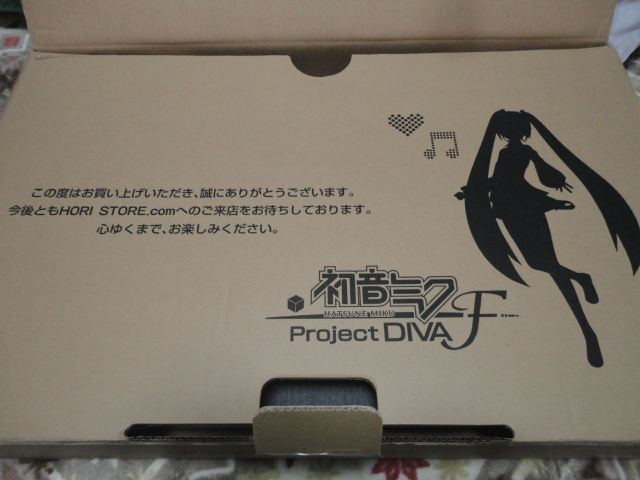 この度はお買い上げいただき、誠にありがとうございます。
今後ともHORI STORE.comへのご来店をお待ちしております。
心ゆくまで、お楽しみください。
初音ミク
HATSUNE MIKU
Project DIVA F